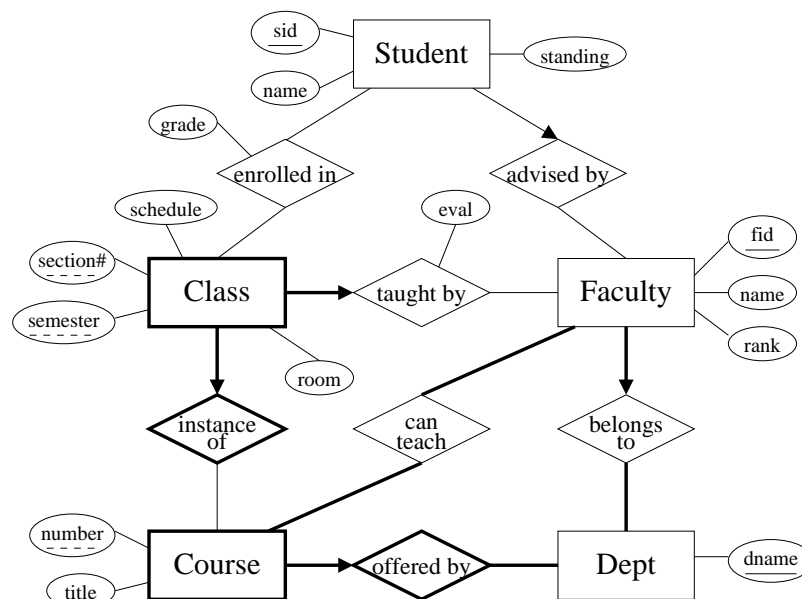 sid
Student
standing
name
grade
enrolled in
advised by
schedule
eval
section#
fid
Class
taught by
Faculty
name
semester
rank
room
instance
of
can
teach
belongs
to
number
Course
offered by
Dept
dname
title